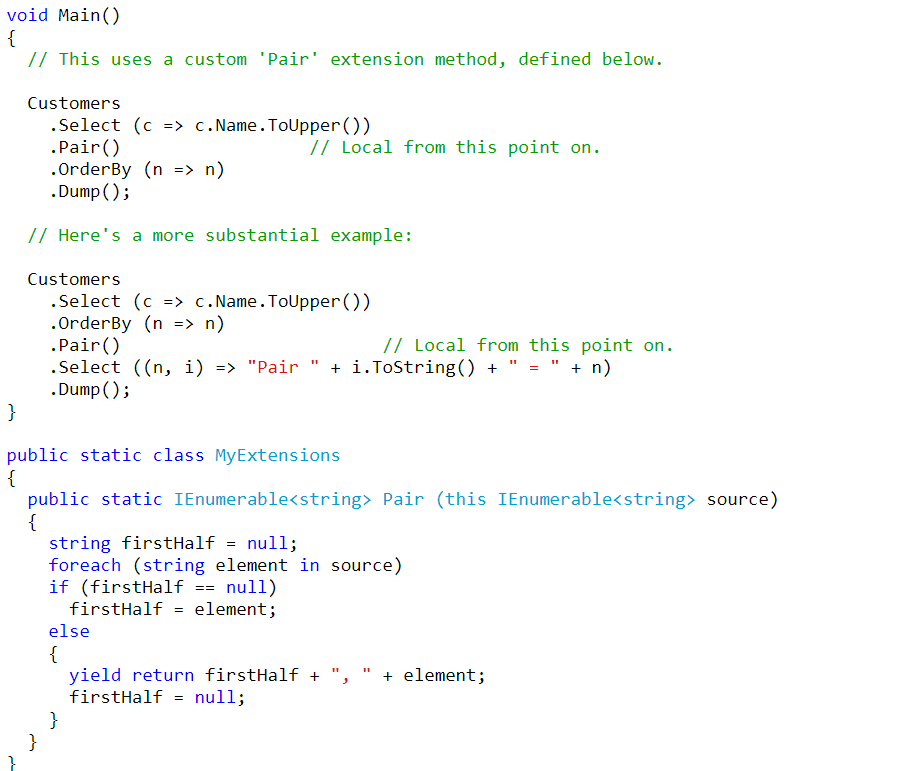 void Main()
{
  // This uses a custom 'Pair' extension method, defined below.

  Customers
    .Select (c => c.Name.ToUpper())
    .Pair()                  // Local from this point on.
    .OrderBy (n => n)
    .Dump();

  // Here's a more substantial example:

  Customers
    .Select (c => c.Name.ToUpper())
    .OrderBy (n => n)
    .Pair()                         // Local from this point on.
    .Select ((n, i) => "Pair " + i.ToString() + " = " + n)
    .Dump();
}

public static class MyExtensions
{
  public static IEnumerable<string> Pair (this IEnumerable<string> source)
  {
    string firstHalf = null;
    foreach (string element in source)
    if (firstHalf == null)
      firstHalf = element;
    else
    {
      yield return firstHalf + ", " + element;
      firstHalf = null;
    }
  }
}